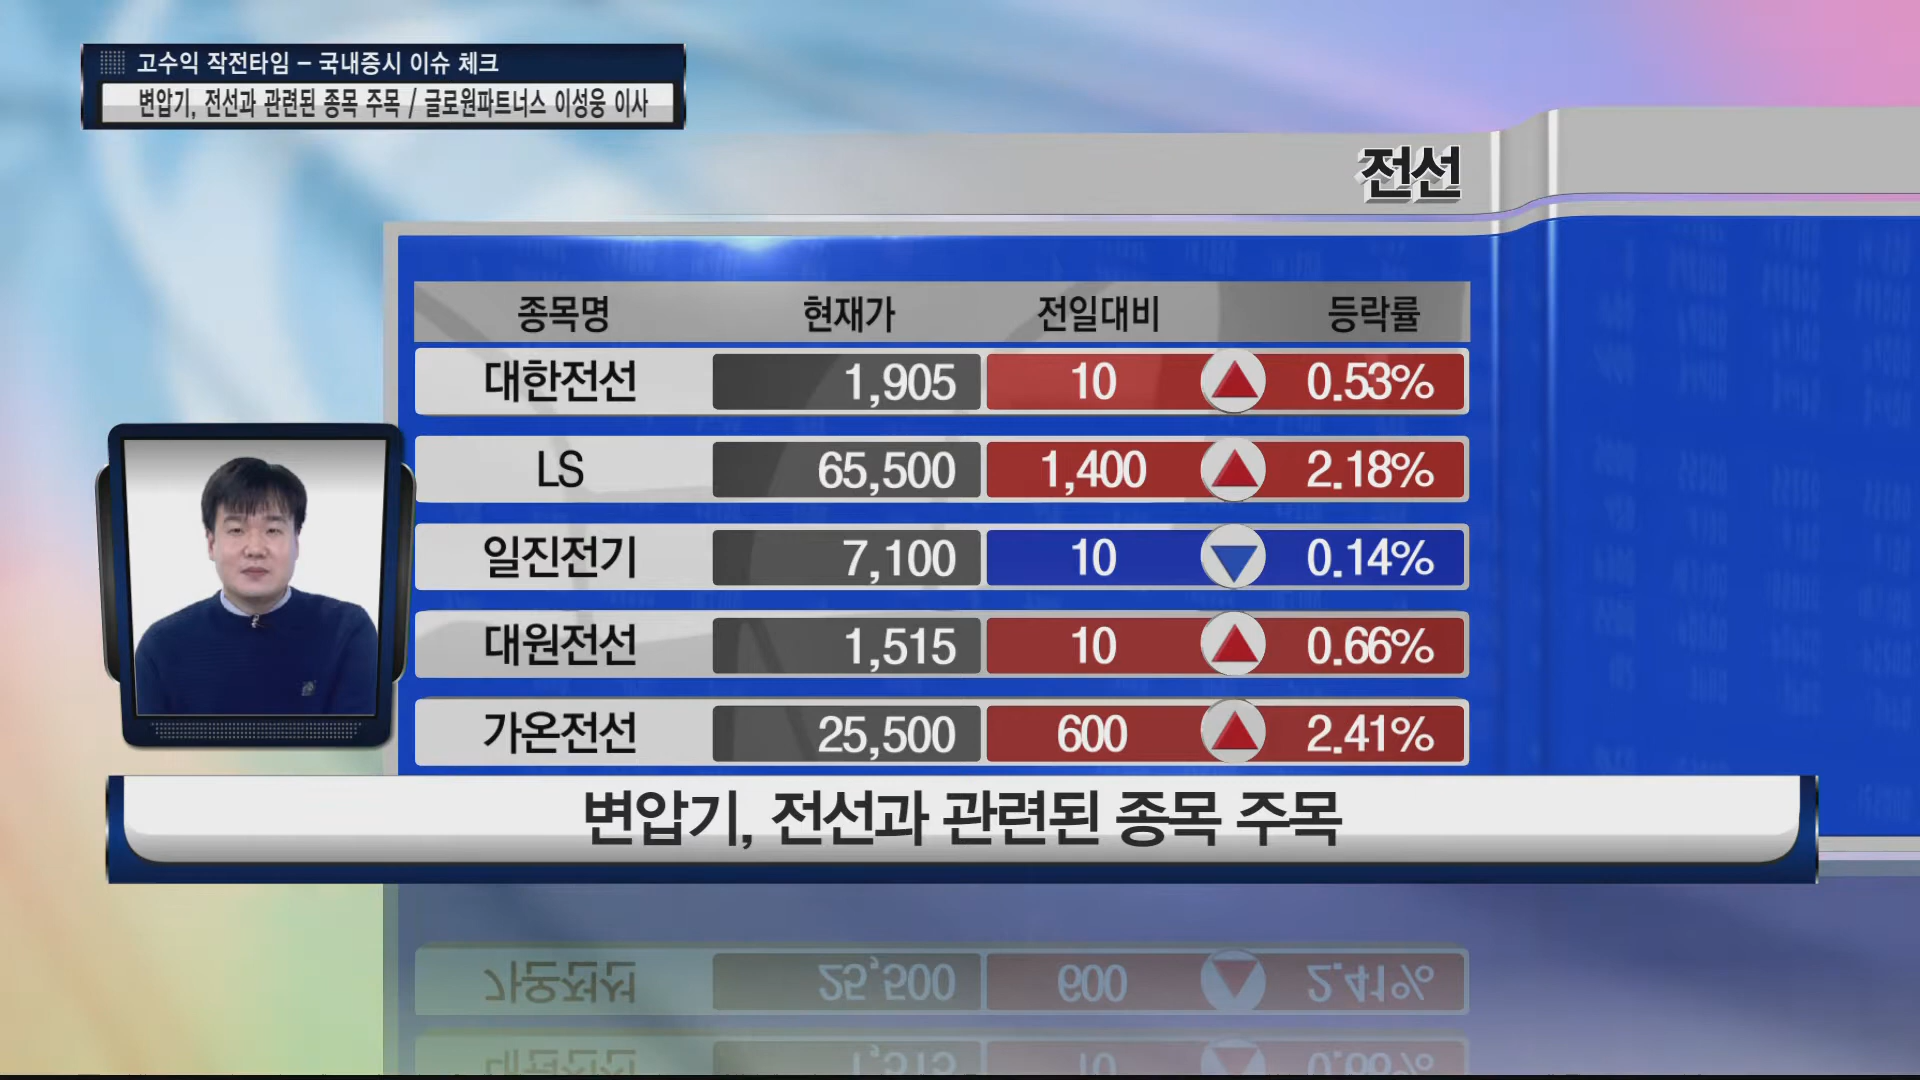 고수익 작전타임 – 국내증시 이슈 체크
변압기, 전선과 관련된 종목 주목 / 글로원파트너스 이성웅 이사
전선
종목명 현재가 전일대비 등락률
대한전선 1,905 10 ▲ 0.53%
LS 65,500 1,400 ▲ 2.18%
일진전기 7,100 10 ▼ 0.14%
대원전선 1,515 10 ▲ 0.66%
가온전선 25,500 600 ▲ 2.41%
변압기, 전선과 관련된 종목 주목